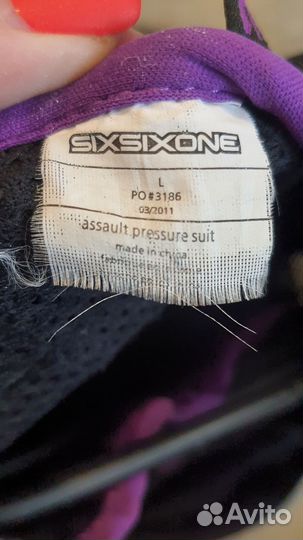 SIXSIXONE
L
PO#3186
03/2011
assault pressure suit
made in china
Avito